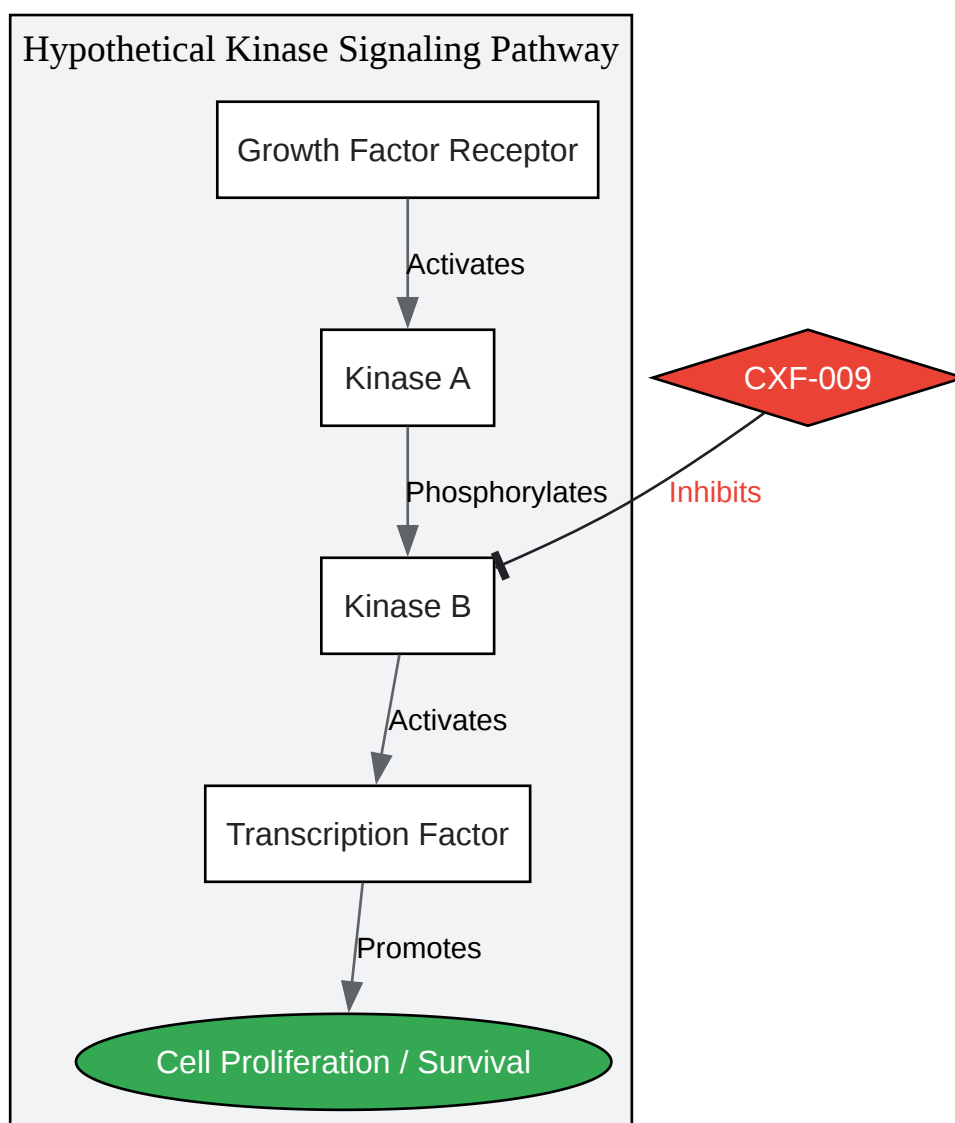 Hypothetical Kinase Signaling Pathway
Growth Factor Receptor
Activates
Kinase A
CXF-009
Phosphorylates
Inhibits
Kinase B
Activates
Transcription Factor
Promotes
Cell Proliferation / Survival